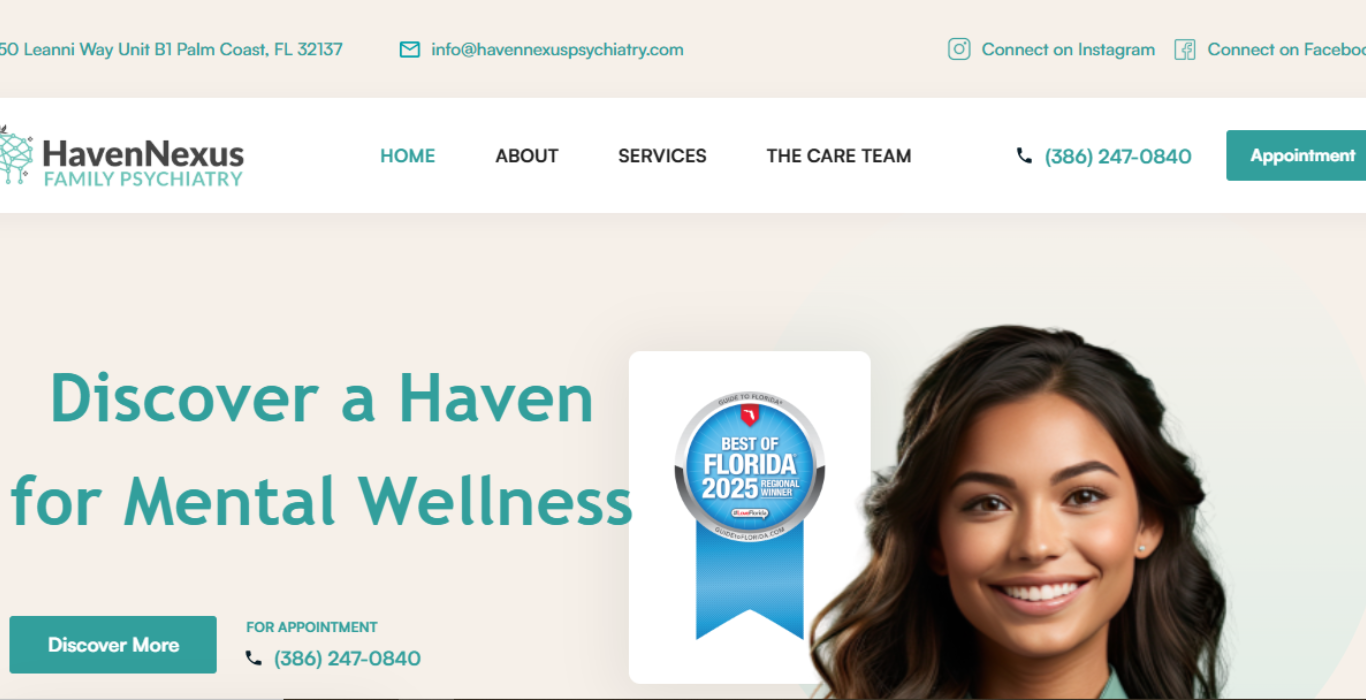 50 Leanni Way Unit B1 Palm Coast, FL 32137
info@havennexuspsychiatry.com
Connect on Instagram
Connect on Facebo
HavenNexus
FAMILY PSYCHIATRY
HOME
ABOUT
SERVICES
THE CARE TEAM
(386) 247-0840
Appointment
Discover a Haven
for Mental Wellness
GUIDE TO FLORIDA
BEST OF
FLORIDA
2025 REGIONAL
WINNER
GUIDETOFLORIDA.COM
Discover More
FOR APPOINTMENT
(386) 247-0840